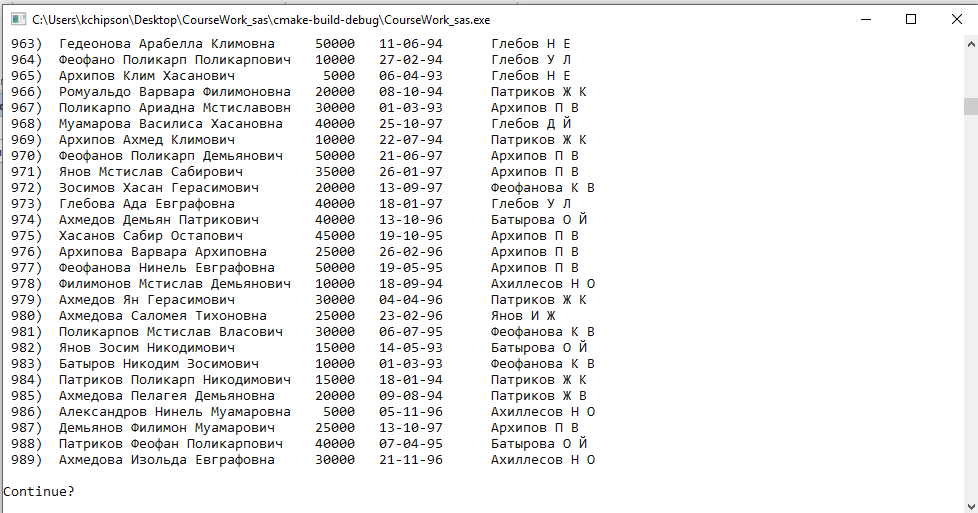 C:\Users\kchipson\Desktop\CourseWork_sas\cmake-build-debug\CourseWork_sas.exe
963) Гедеонова Арабелла Климовна 50000 11-06-94 Глебов Н Е
964) Феофано Поликарп Поликарпович 10000 27-02-94 Глебов У Л
965) Архипов Клим Хасанович 5000 06-04-93 Глебов Н Е
966) Ромуальдо Варвара Филимоновна 20000 08-10-94 Патриков Ж К
967) Поликарпо Ариадна Мстиславовн 30000 01-03-93 Архипов П В
968) Муамарова Василиса Хасановна 40000 25-10-97 Глебов Д Й
969) Архипов Ахмед Климович 10000 22-07-94 Патриков Ж К
970) Феофанов Поликарп Демьянович 50000 21-06-97 Архипов П В
971) Янов Мстислав Сабирович 35000 26-01-97 Архипов П В
972) Зосимов Хасан Герасимович 20000 13-09-97 Феофанова К В
973) Глебова Ада Евграфовна 40000 18-01-97 Глебов У Л
974) Ахмедов Демьян Патрикович 40000 13-10-96 Батырова О Й
975) Хасанов Сабир Остапович 45000 19-10-95 Архипов П В
976) Архипова Варвара Архиповна 25000 26-02-96 Архипов П В
977) Феофанова Нинель Евграфовна 50000 19-05-95 Архипов П В
978) Филимонов Мстислав Демьянович 10000 18-09-94 Ахиллесов Н О
979) Ахмедов Ян Герасимович 30000 04-04-96 Патриков Ж К
980) Ахмедова Саломея Тихоновна 25000 23-02-96 Янов И Ж
981) Поликарпов Мстислав Власович 30000 06-07-95 Феофанова К В
982) Янов Зосим Никодимович 15000 14-05-93 Батырова О Й
983) Батыров Никодим Зосимович 10000 01-03-93 Феофанова К В
984) Патриков Поликарп Никодимович 15000 18-01-94 Патриков Ж К
985) Ахмедова Пелагея Демьяновна 20000 09-08-94 Патриков Ж В
986) Александров Нинель Муамаровна 5000 05-11-96 Ахиллесов Н О
987) Демьянов Филимон Муамарович 25000 13-10-97 Архипов П В
988) Патриков Феофан Поликарпович 40000 07-04-95 Батырова О Й
989) Ахмедова Изольда Евграфовна 30000 21-11-96 Ахиллесов Н О
Continue?